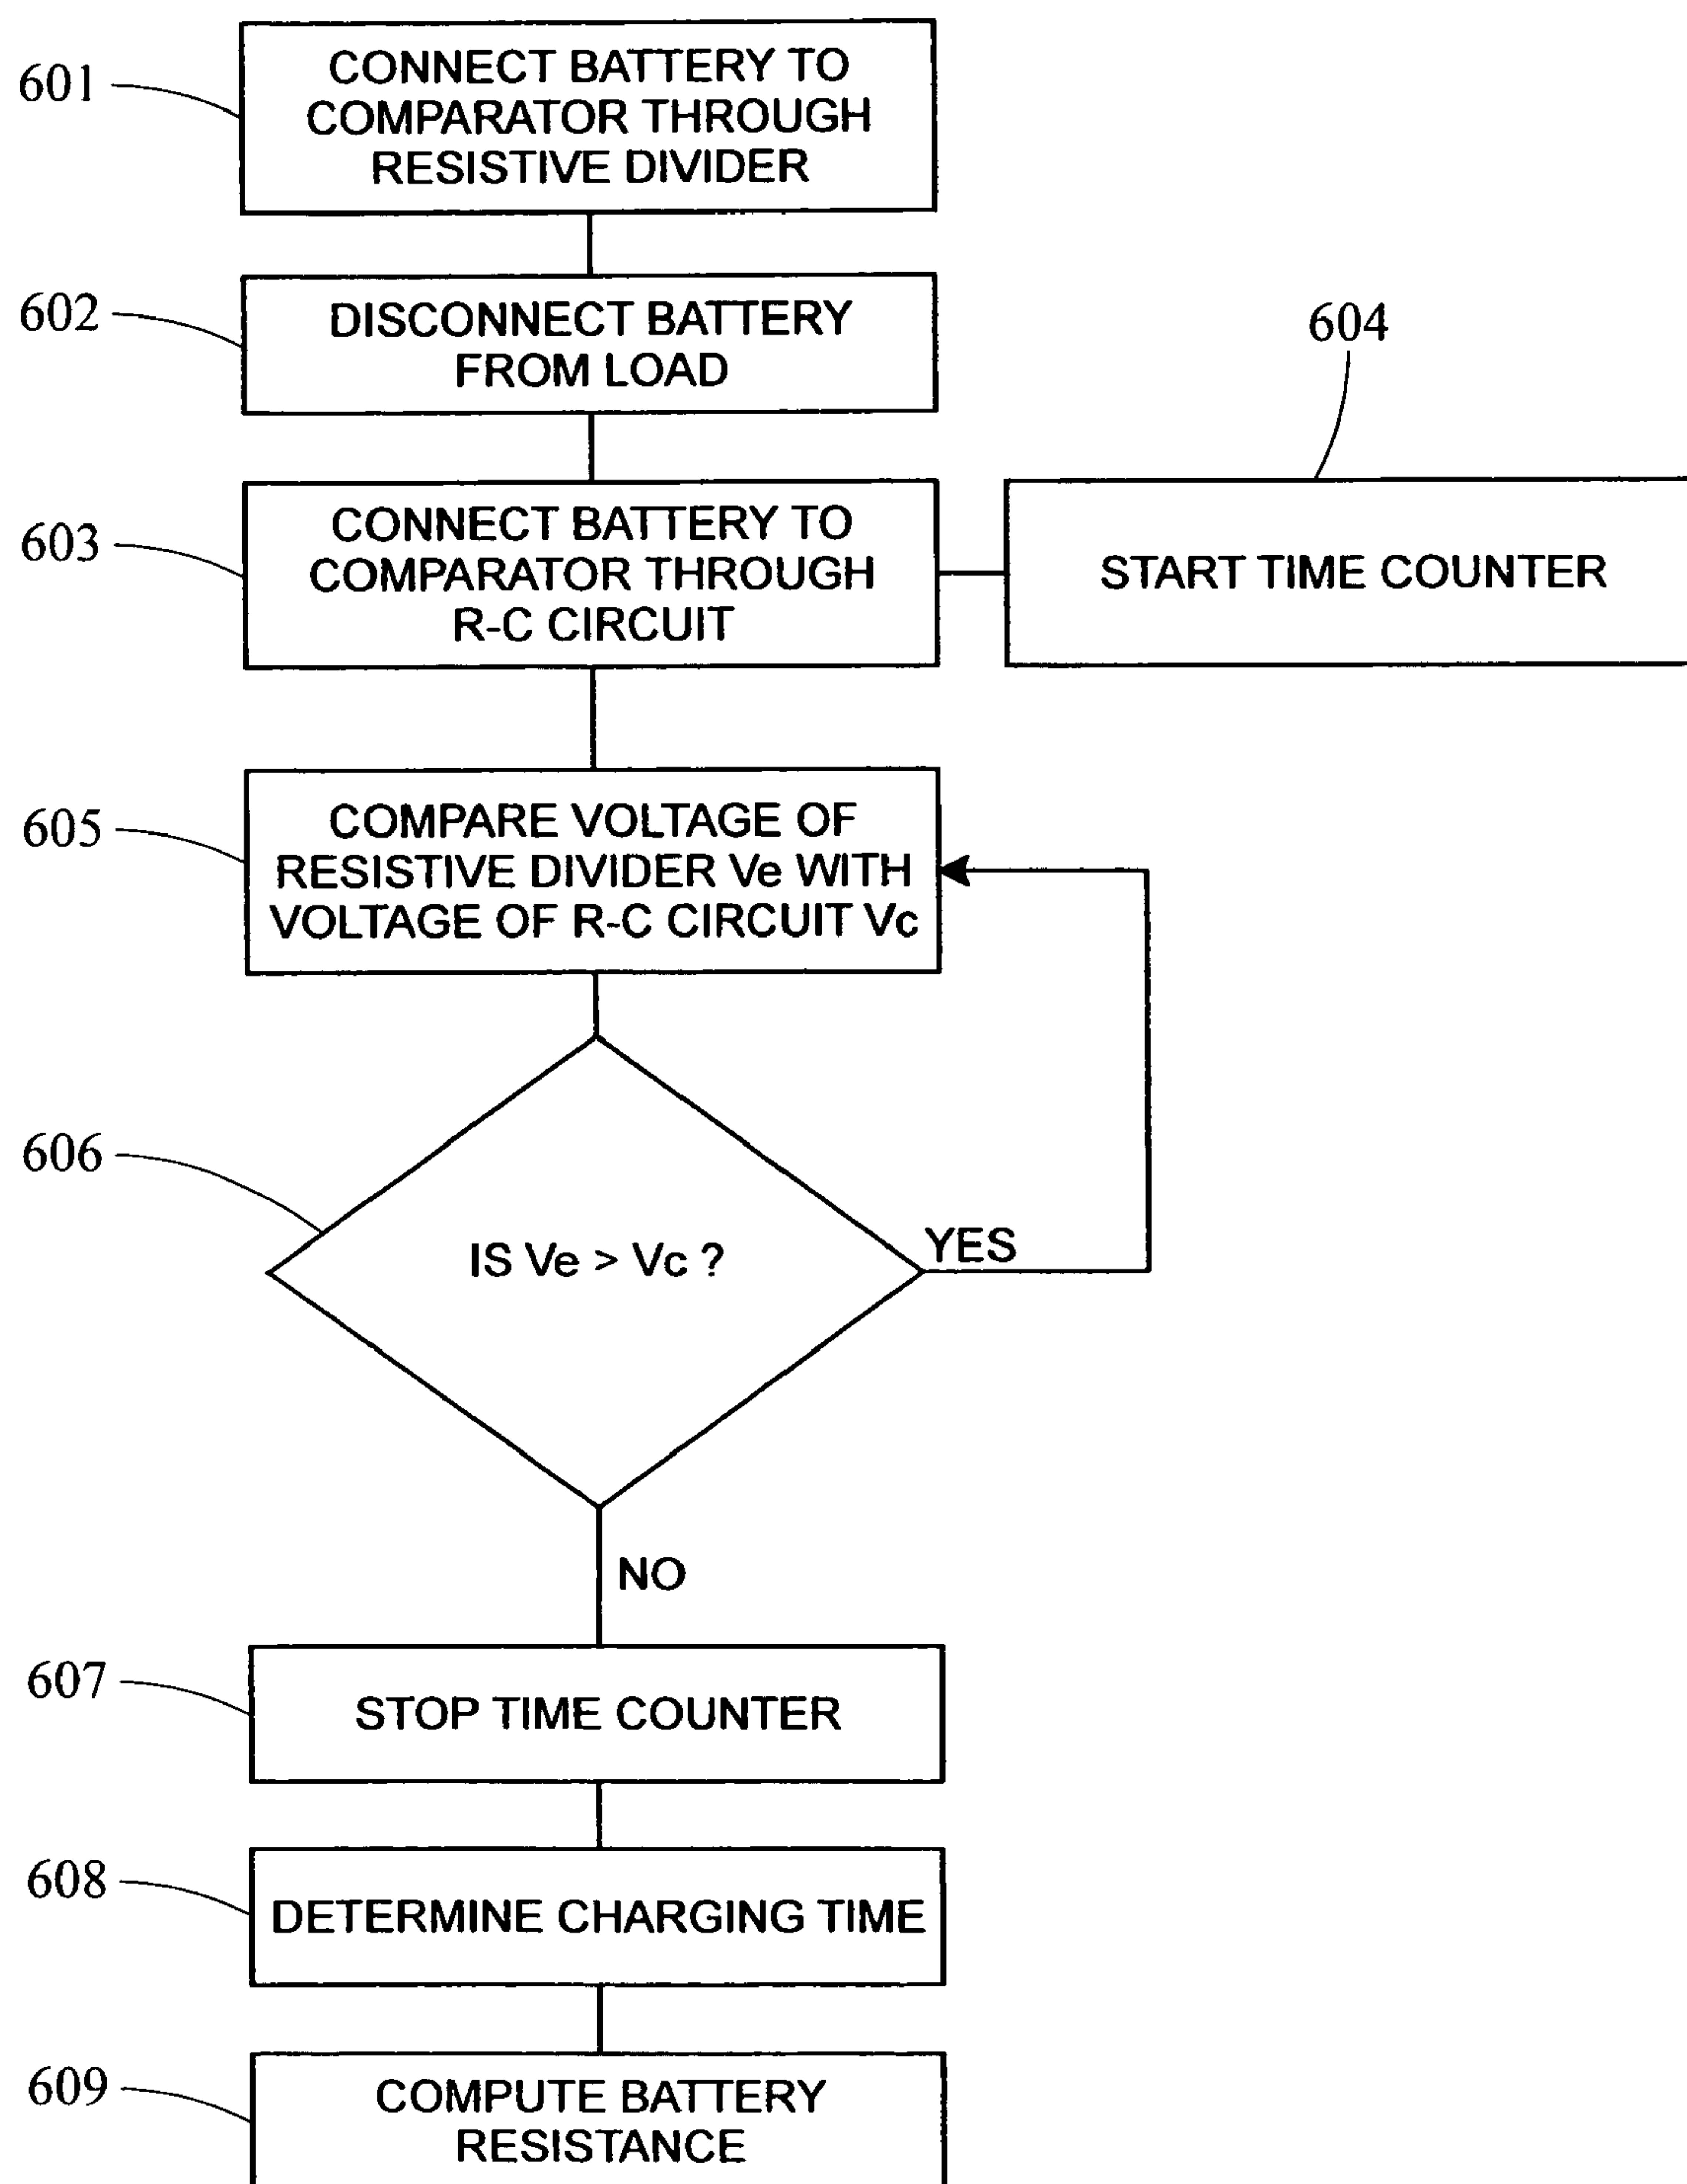 601
CONNECT BATTERY TO
COMPARATOR THROUGH
RESISTIVE DIVIDER
602
DISCONNECT BATTERY
FROM LOAD
604
603
CONNECT BATTERY TO
COMPARATOR THROUGH
R-C CIRCUIT
START TIME COUNTER
605
COMPARE VOLTAGE OF
RESISTIVE DIVIDER Ve WITH
VOLTAGE OF R-C CIRCUIT Vc
606
IS Ve > Vc ?
YES
NO
607
STOP TIME COUNTER
608
DETERMINE CHARGING TIME
609
COMPUTE BATTERY
RESISTANCE